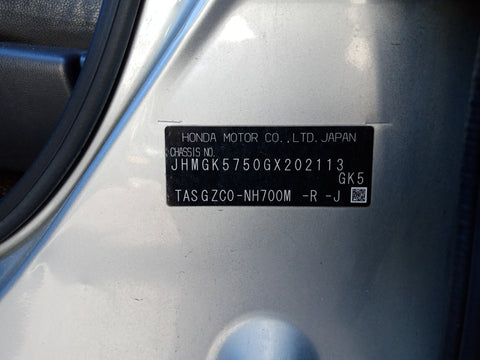 HONDA MOTOR CO.,LTD.JAPAN
CHASSIS NO.
JHMGK5750GX202113
GK5
TASGZC0-NH700M -R -J